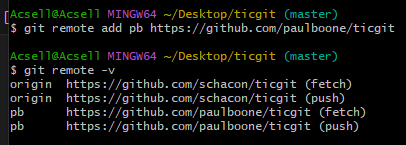 Acsell@Acsell MINGW64 ~/Desktop/ticgit (master)
$ git remote add pb https://github.com/paulboone/ticgit
Acsell@Acsell MINGW64 ~/Desktop/ticgit (master)
$ git remote -v
origin  https://github.com/schacon/ticgit (fetch)
origin  https://github.com/schacon/ticgit (push)
pb      https://github.com/paulboone/ticgit (fetch)
pb      https://github.com/paulboone/ticgit (push)